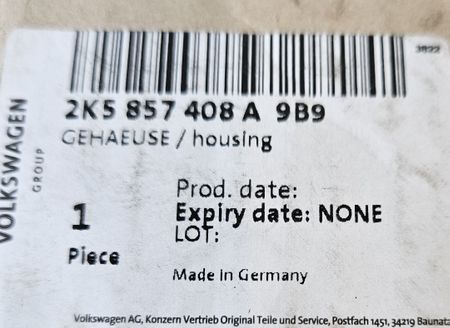 3822
2K5 857 408 A 9B9
GEHAEUSE / housing
VOLKSWAGEN
GROUP
Prod. date:
1
Expiry date: NONE
LOT:
Piece
Made in Germany
Volkswagen AG, Konzern Vertrieb Original Teile und Service, Postfach 1451, 34219 Baunata